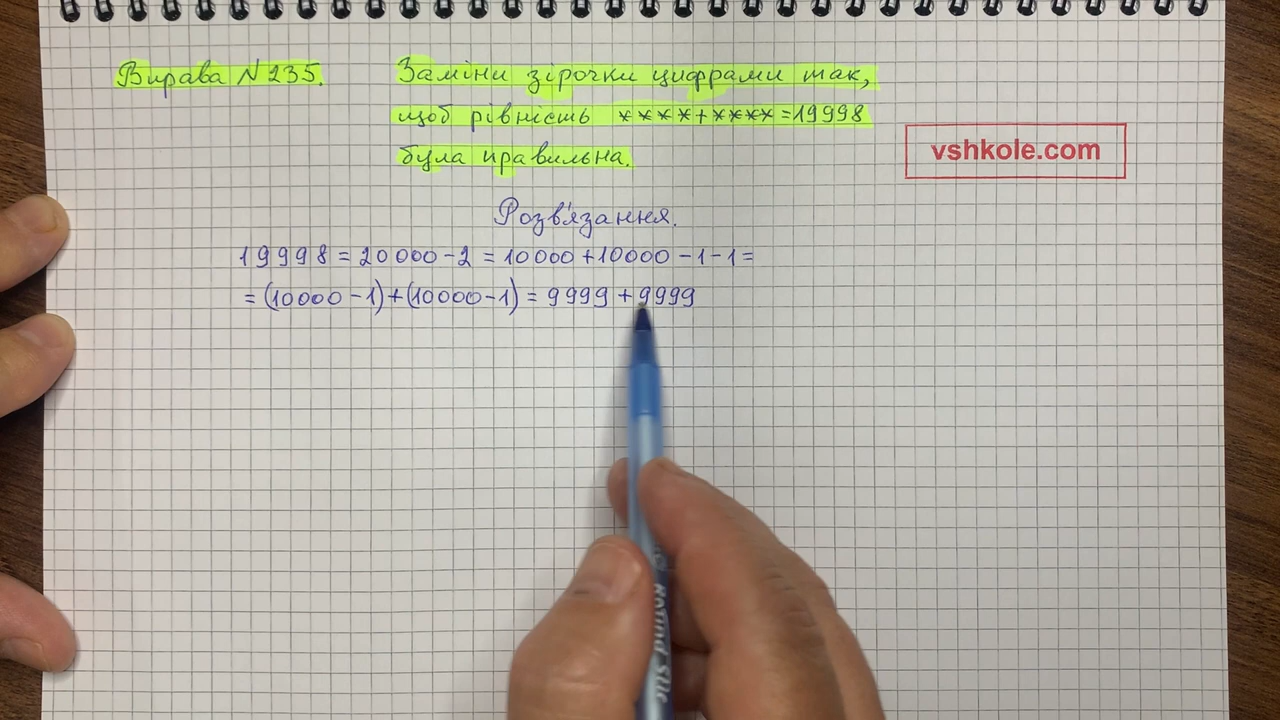 Вправа №235.
Заміни зірочки цифрами так,
щоб рівність ****+****=19998
була правильна.
vshkole.com
Розв'язання.
19998 = 20000-2 = 10000+10000-1-1=
= (10000-1)+(10000-1) = 9999+9999